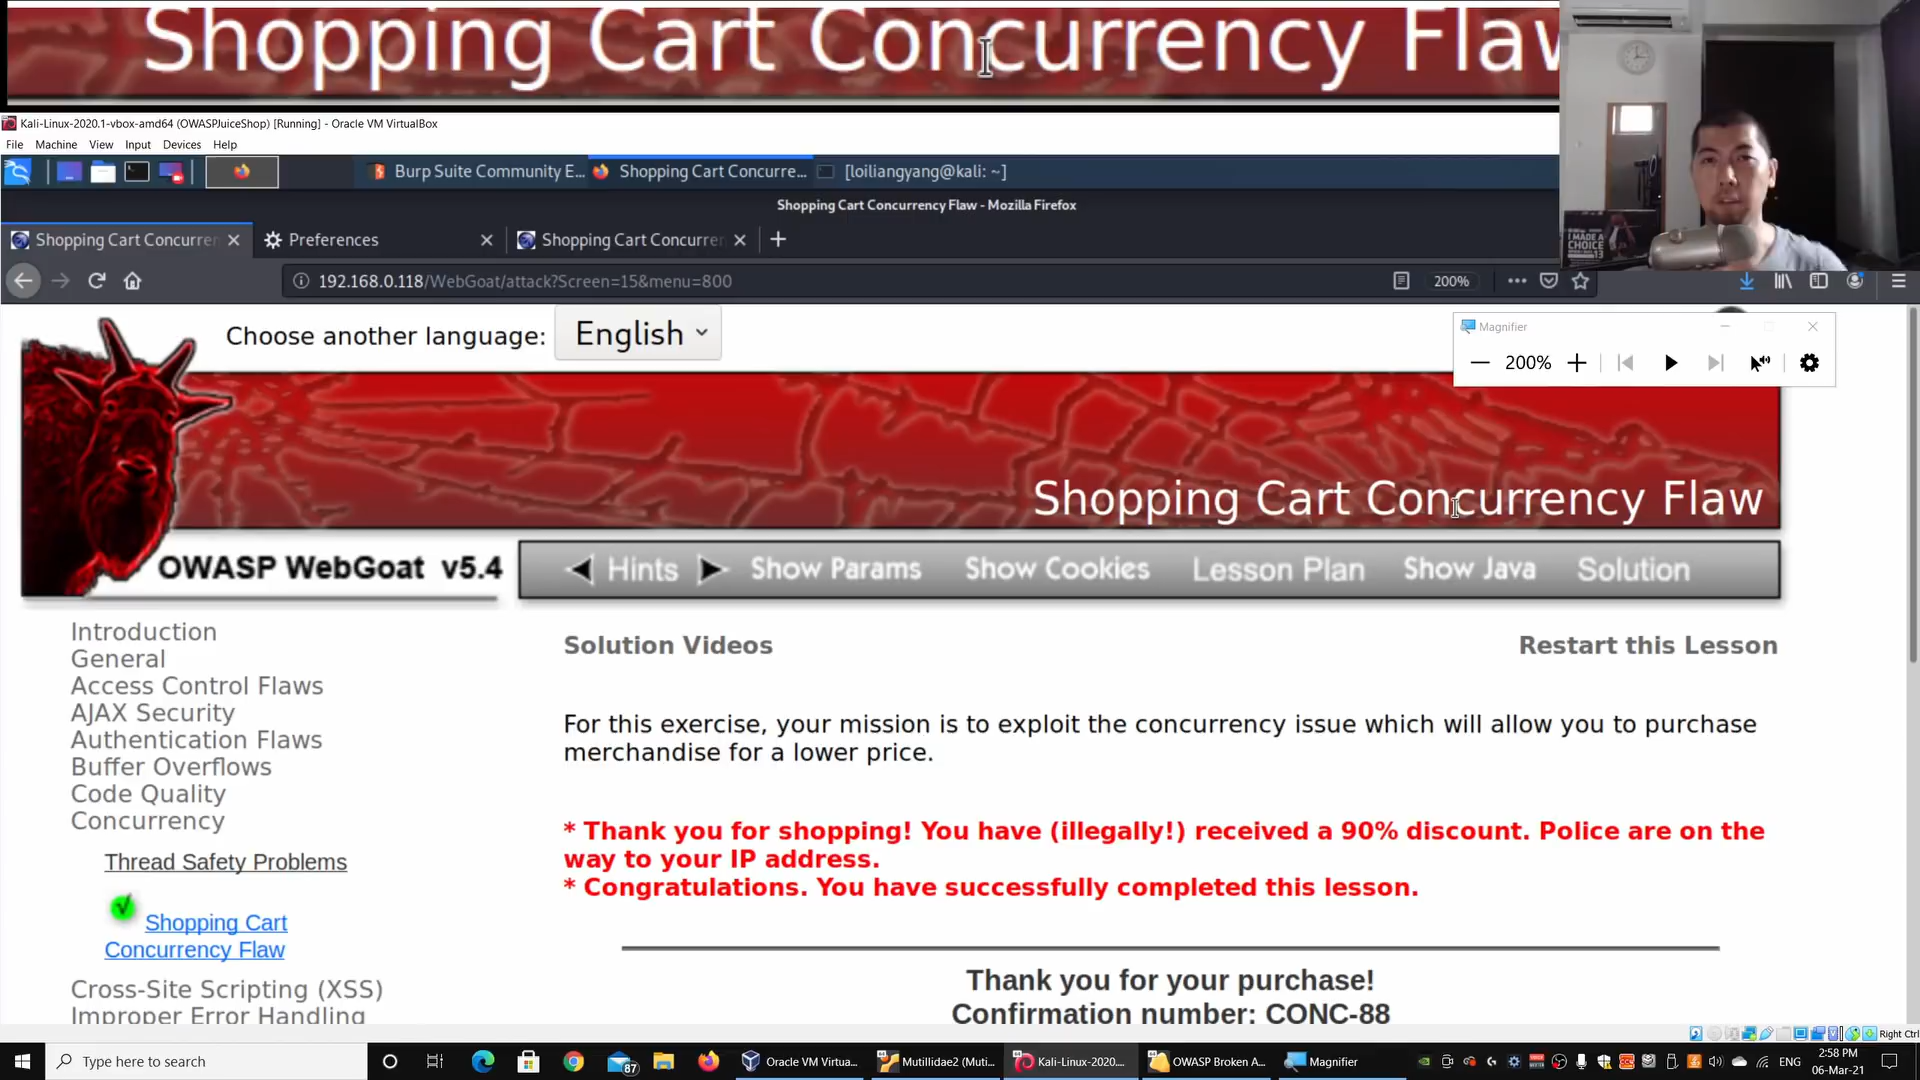 Shopping Cart Concurrency Flaw
Kali-Linux-2020.1-vbox-amd64 (OWASPJuiceShop) [Running] - Oracle VM VirtualBox
File Machine View Input Devices Help
Burp Suite Community E... Shopping Cart Concurre... [loiliangyang@kali: ~]
Shopping Cart Concurrency Flaw - Mozilla Firefox
Shopping Cart Concurren Preferences Shopping Cart Concurren
192.168.0.118/WebGoat/attack?Screen=15&menu=800 200%
I MADE A
CHOICE
Choose another language: English
Magnifier
200%
Shopping Cart Concurrency Flaw
OWASP WebGoat v5.4 Hints Show Params Show Cookies Lesson Plan Show Java Solution
Introduction
General
Access Control Flaws
AJAX Security
Authentication Flaws
Buffer Overflows
Code Quality
Concurrency
Thread Safety Problems
Shopping Cart
Concurrency Flaw
Cross-Site Scripting (XSS)
Improper Error Handling
Solution Videos Restart this Lesson
For this exercise, your mission is to exploit the concurrency issue which will allow you to purchase
merchandise for a lower price.
* Thank you for shopping! You have (illegally!) received a 90% discount. Police are on the
way to your IP address.
* Congratulations. You have successfully completed this lesson.
Thank you for your purchase!
Confirmation number: CONC-88
Right Ctrl
Type here to search 87 Oracle VM Virtua... Mutillidae2 (Muti... Kali-Linux-2020.... OWASP Broken A... Magnifier ENG 2:58 PM
06-Mar-21